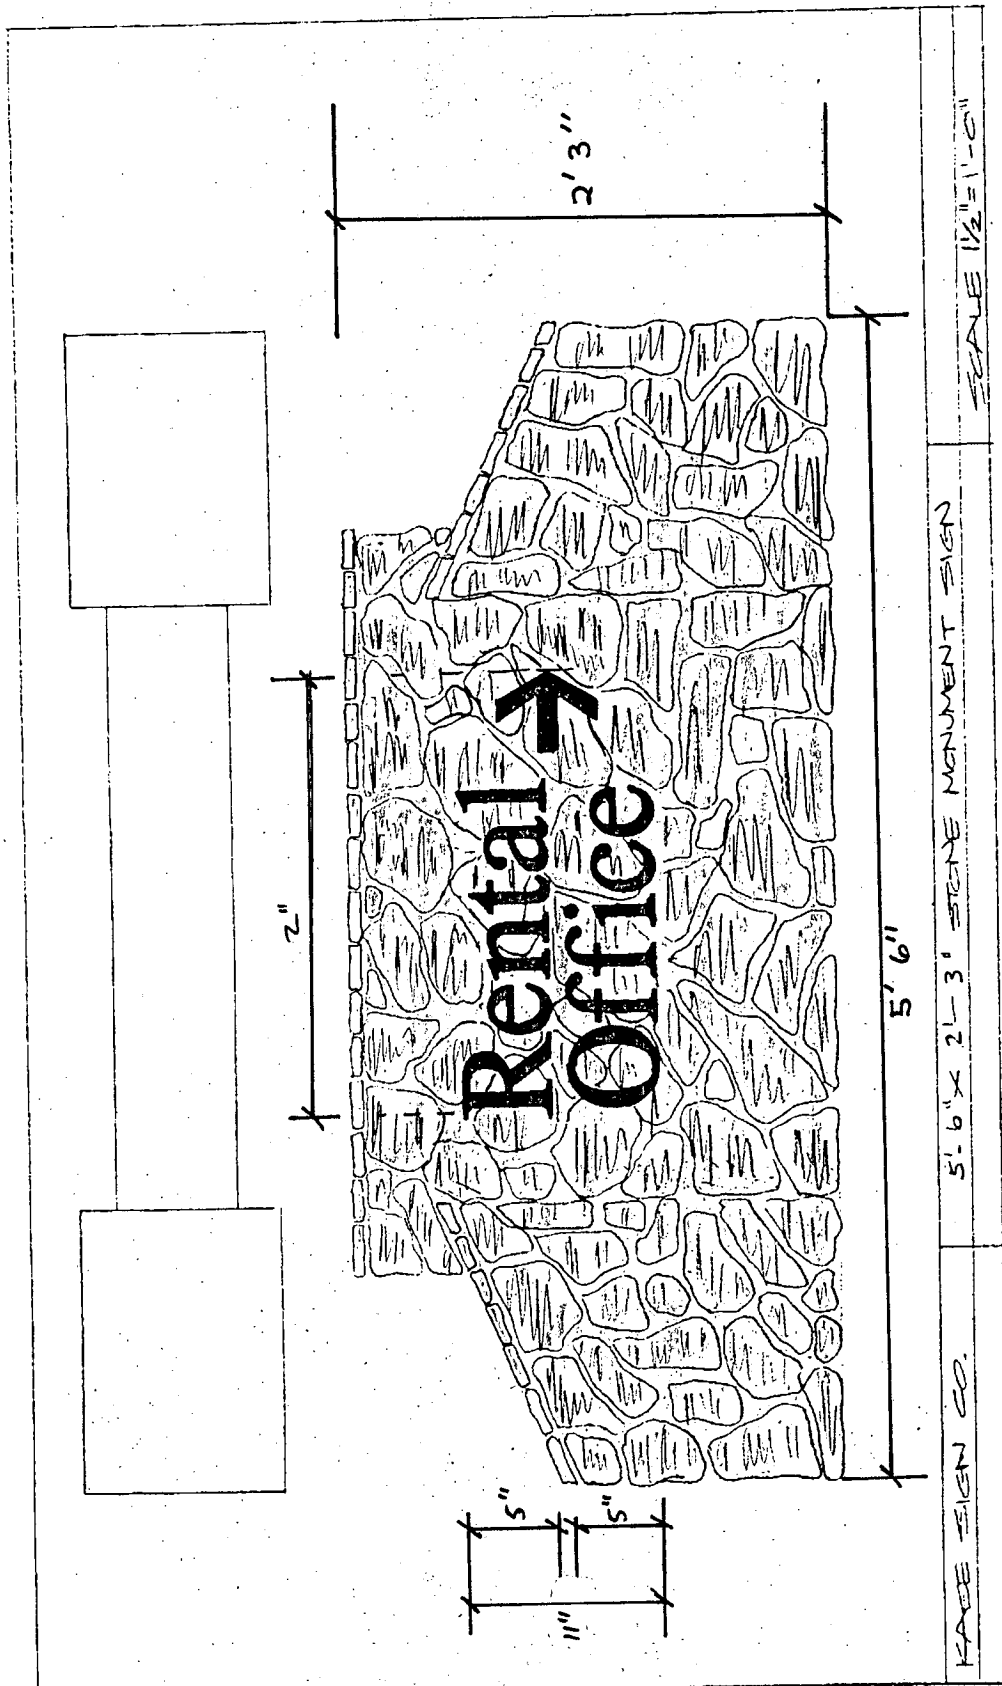 2"
2' 3"
Rental →
Office
5"
5"
11"
5' 6"
KADE SIGN CO.
5'-6" x 2'-3" STONE MONUMENT SIGN
SCALE 1½"=1'-0"